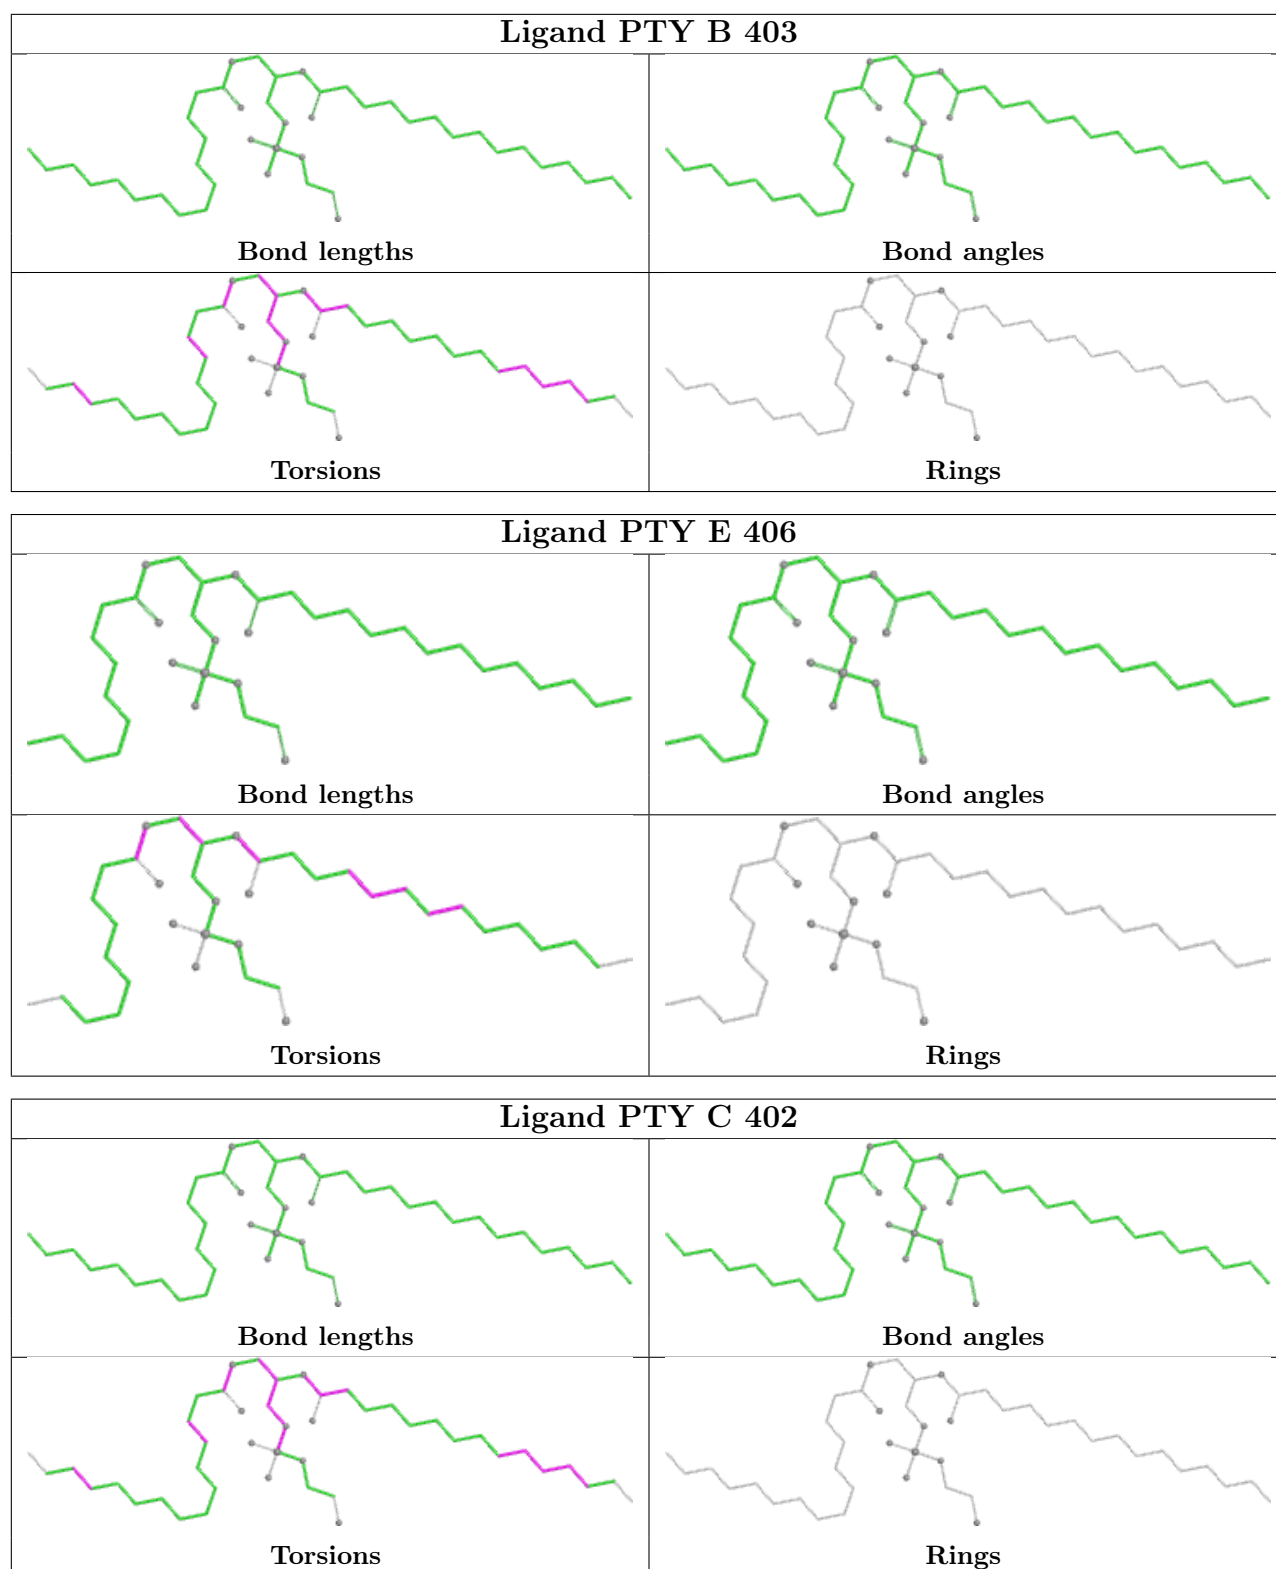 Ligand PTY B 403
Bond lengths
Bond angles
Torsions
Rings
Ligand PTY E 406
Bond lengths
Bond angles
Torsions
Rings
Ligand PTY C 402
Bond lengths
Bond angles
Torsions
Rings